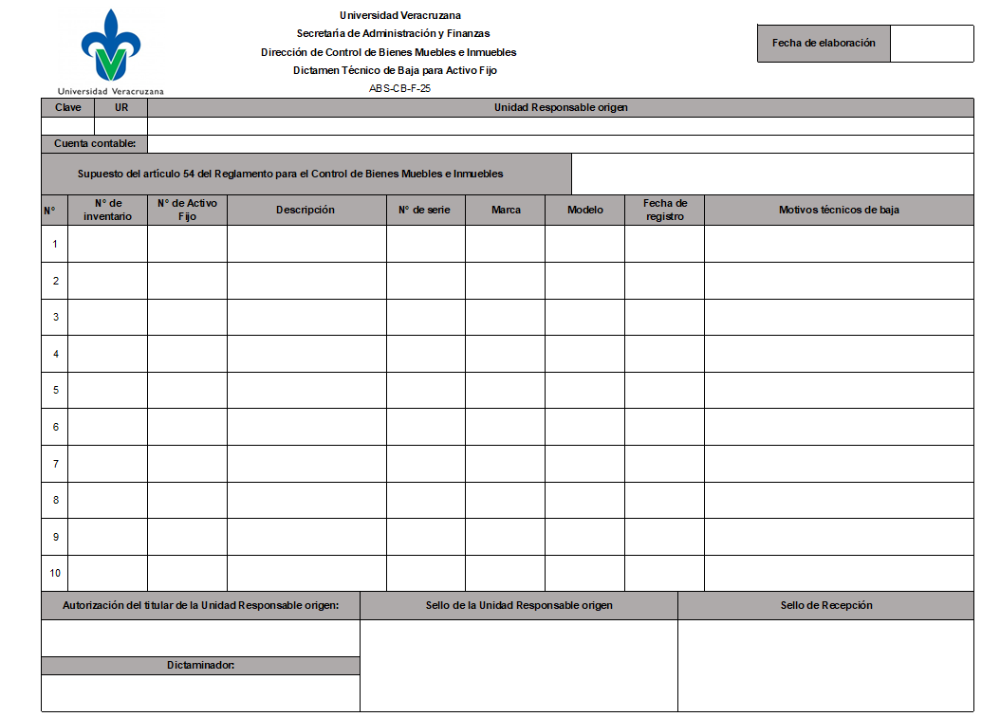 Universidad Veracruzana
Secretaría de Administración y Finanzas
Dirección de Control de Bienes Muebles e Inmuebles
Dictamen Técnico de Baja para Activo Fijo
ABS-CB-F-25
Fecha de elaboración
Universidad Veracruzana
Clave UR Unidad Responsable origen
Cuenta contable:
Supuesto del artículo 54 del Reglamento para el Control de Bienes Muebles e Inmuebles
N° N° de inventario N° de Activo Fijo Descripción N° de serie Marca Modelo Fecha de registro Motivos técnicos de baja
1
2
3
4
5
6
7
8
9
10
Autorización del titular de la Unidad Responsable origen: Sello de la Unidad Responsable origen Sello de Recepción
Dictaminador: